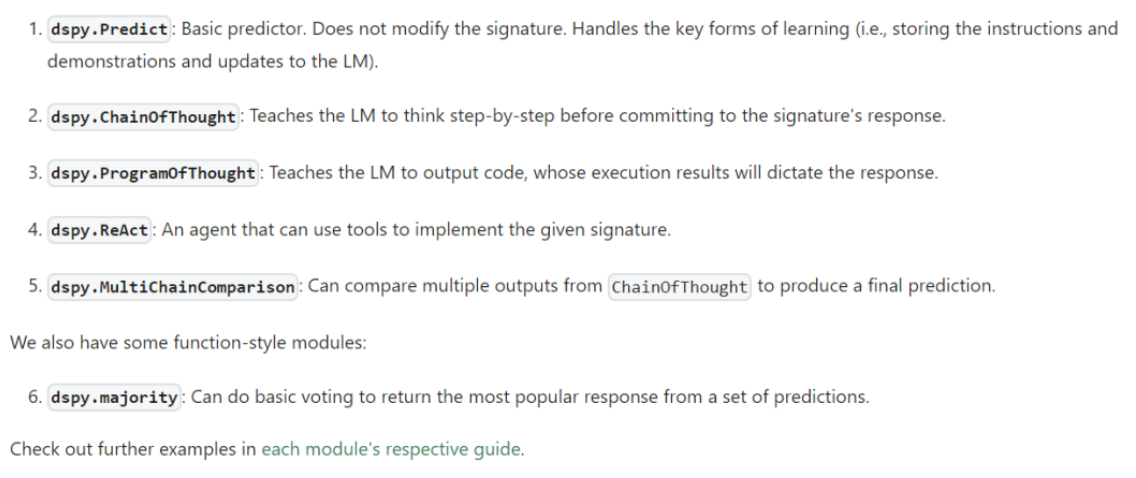 1. dspy.Predict: Basic predictor. Does not modify the signature. Handles the key forms of learning (i.e., storing the instructions and
demonstrations and updates to the LM).
2. dspy.ChainOfThought: Teaches the LM to think step-by-step before committing to the signature's response.
3. dspy.ProgramOfThought: Teaches the LM to output code, whose execution results will dictate the response.
4. dspy.ReAct: An agent that can use tools to implement the given signature.
5. dspy.MultiChainComparison: Can compare multiple outputs from ChainOfThought to produce a final prediction.
We also have some function-style modules:
6. dspy.majority: Can do basic voting to return the most popular response from a set of predictions.
Check out further examples in each module's respective guide.